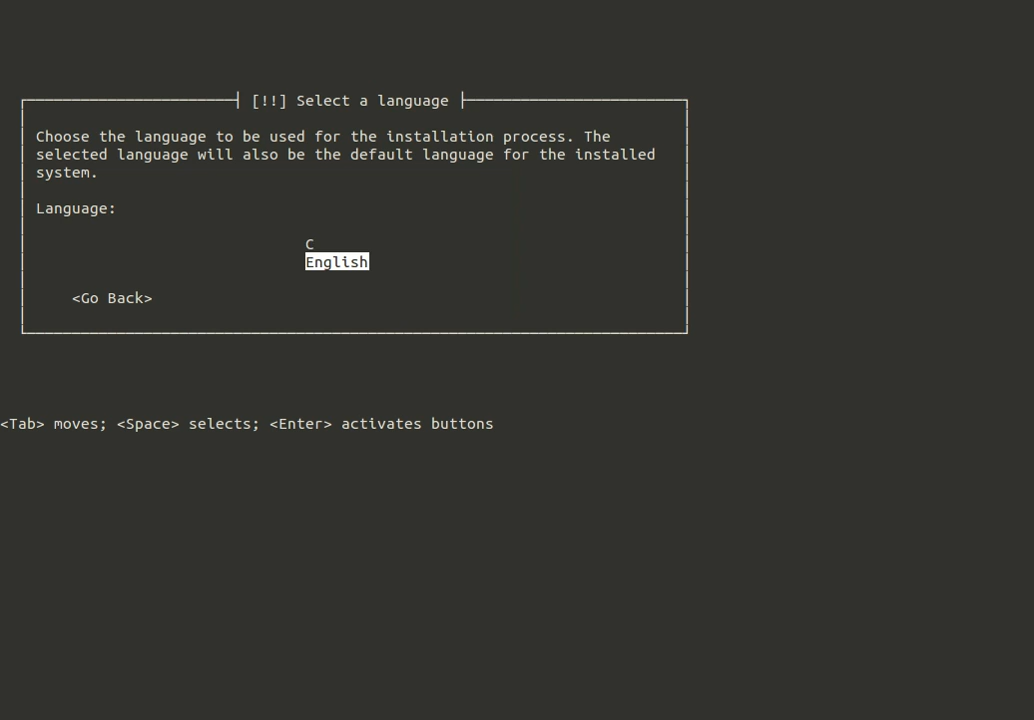 [!!] Select a language
Choose the language to be used for the installation process. The
selected language will also be the default language for the installed
system.
Language:
C
English
<Go Back>
<Tab> moves; <Space> selects; <Enter> activates buttons